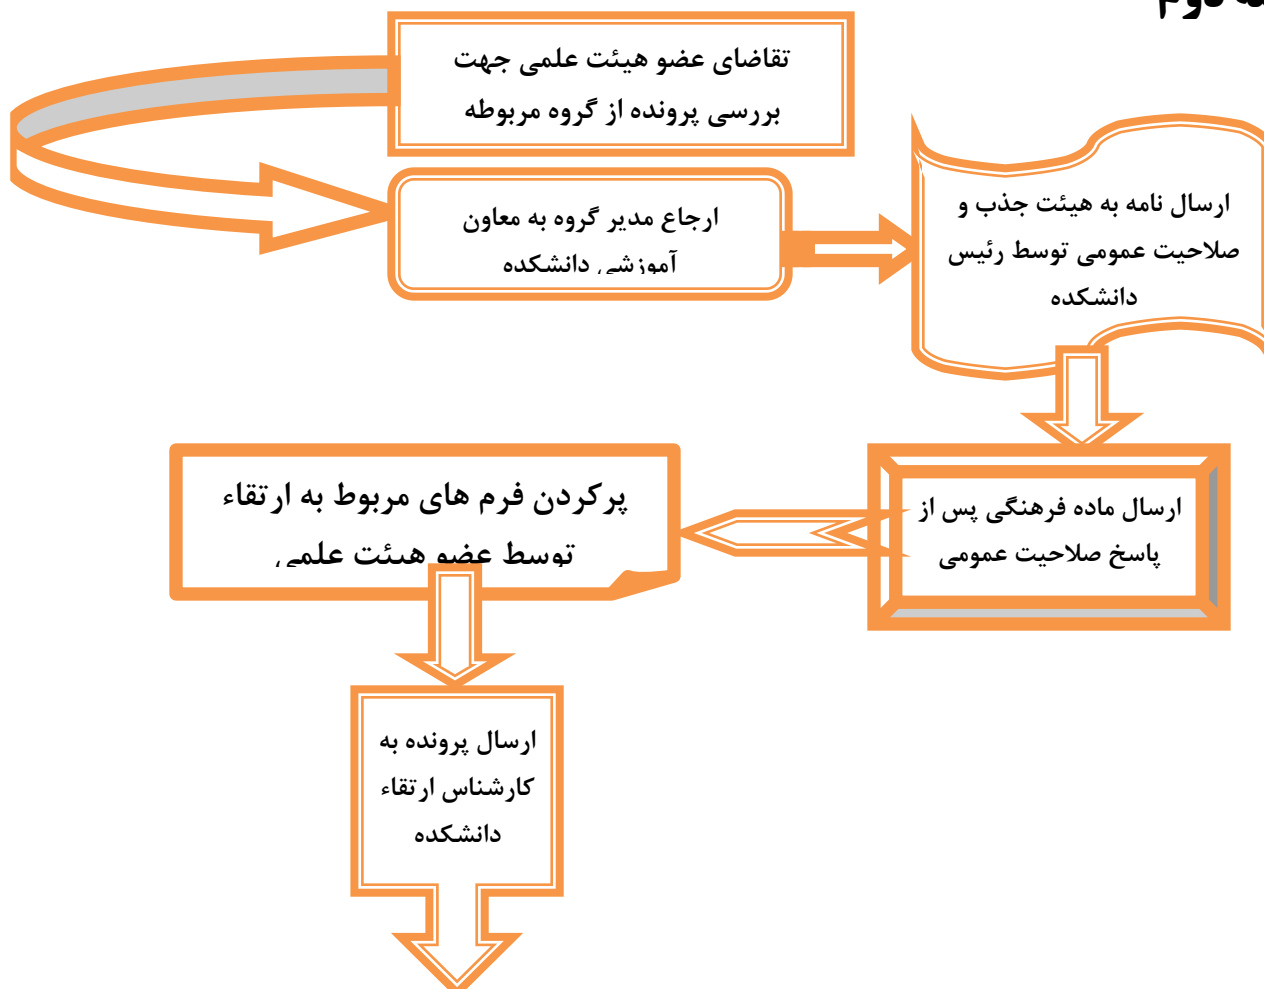 دوم
تقاضای عضو هیئت علمی جهت
بررسی پرونده از گروه مربوطه
ارجاع مدیر گروه به معاون
آموزشی دانشکده
ارسال نامه به هیئت جذب و
صلاحیت عمومی توسط رئیس
دانشکده
ارسال ماده فرهنگی پس از
پاسخ صلاحیت عمومی
پرکردن فرم های مربوط به ارتقاء
توسط عضو هیئت علمی
ارسال پرونده به
کارشناس ارتقاء
دانشکده